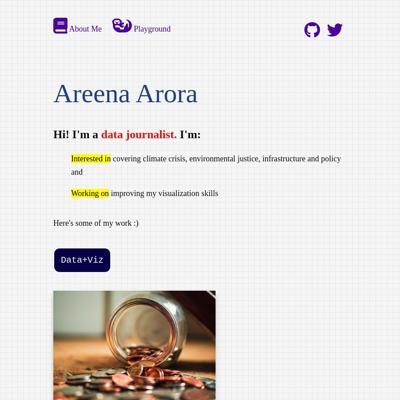 About Me Playground
Areena Arora
Hi! I'm a data journalist. I'm:
Interested in covering climate crisis, environmental justice, infrastructure and policy
and
Working on improving my visualization skills
Here's some of my work :)
Data+Viz